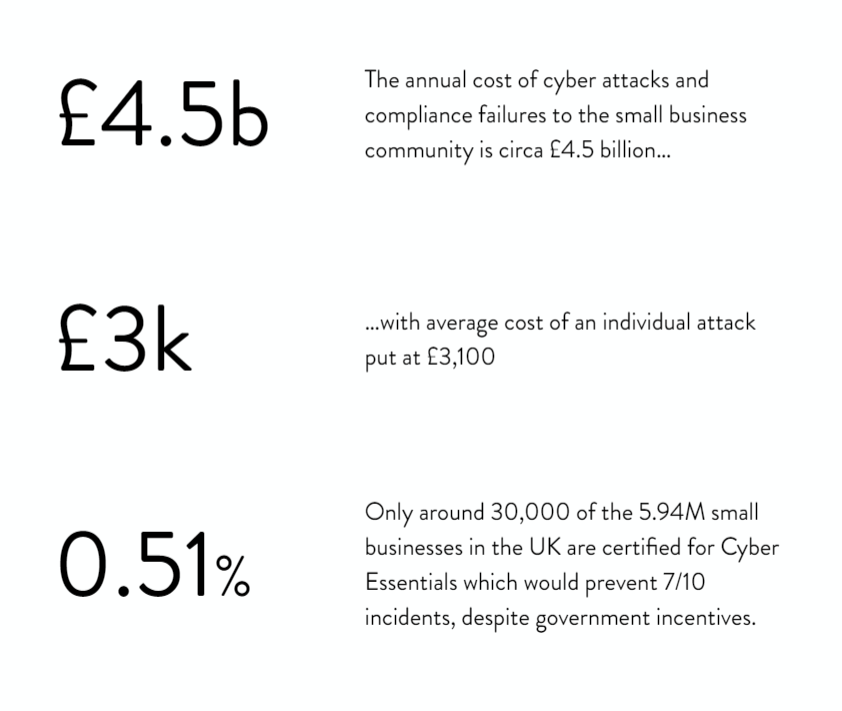 £4.5b
The annual cost of cyber attacks and
compliance failures to the small business
community is circa £4.5 billion...
£3k
...with average cost of an individual attack
put at £3,100
0.51%
Only around 30,000 of the 5.94M small
businesses in the UK are certified for Cyber
Essentials which would prevent 7/10
incidents, despite government incentives.